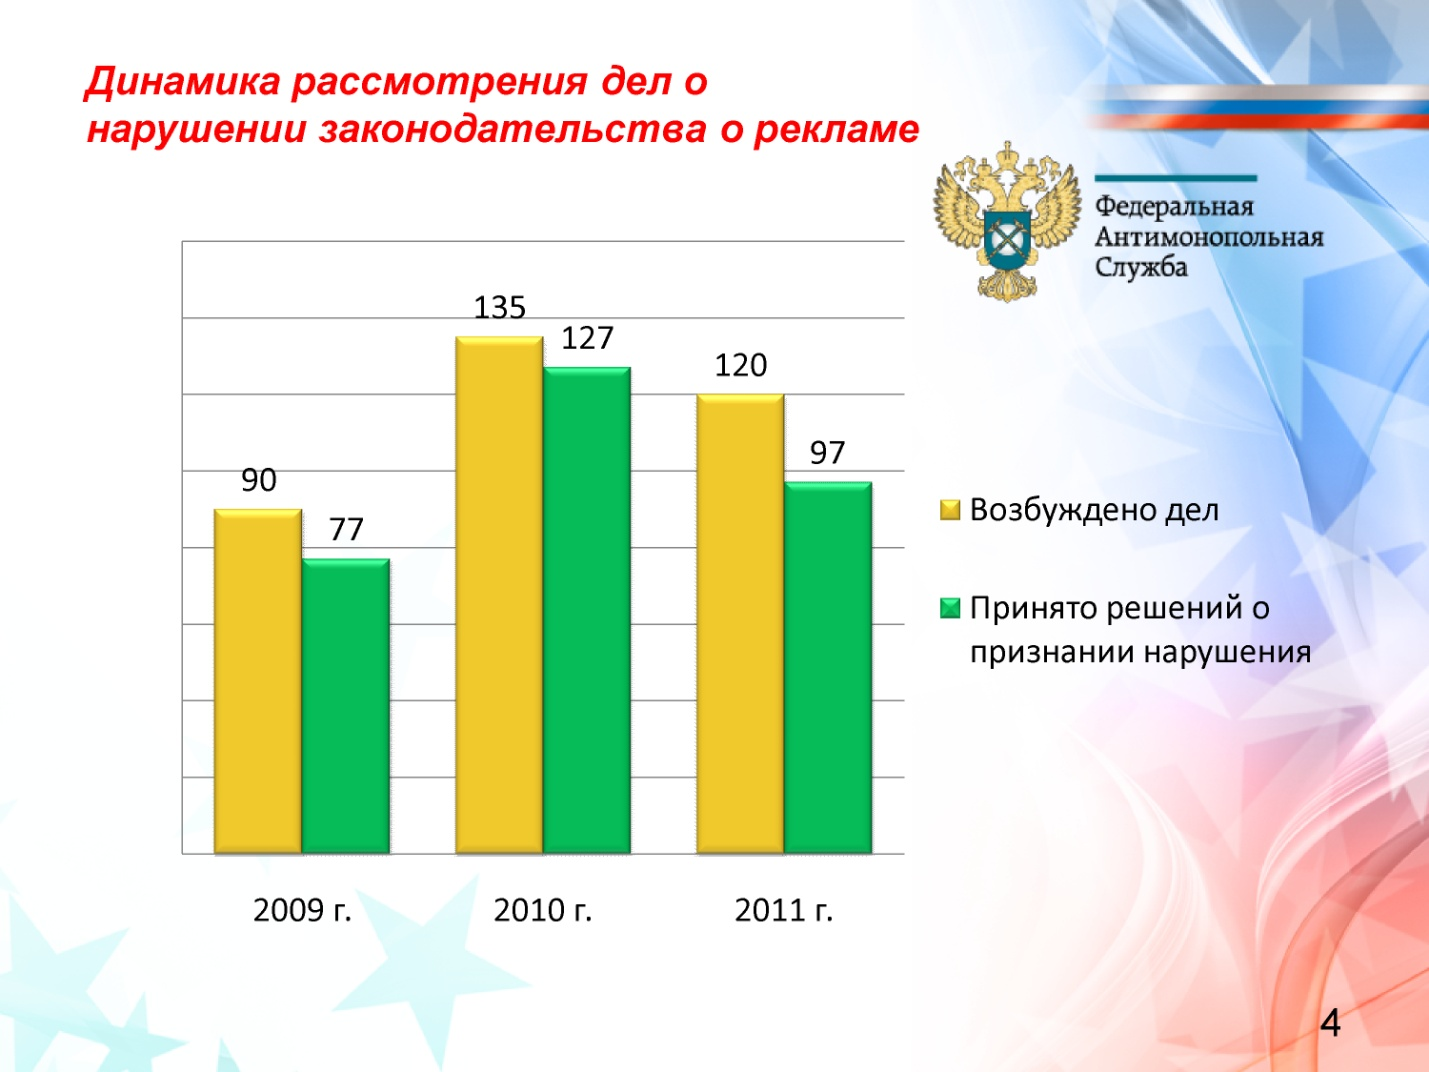 Динамика рассмотрения дел о
нарушении законодательства о рекламе
Федеральная
Антимонопольная
Служба
135
127
120
97
90
77
Возбуждено дел
Принято решений о
признании нарушения
2009 г.
2010 г.
2011 г.
4